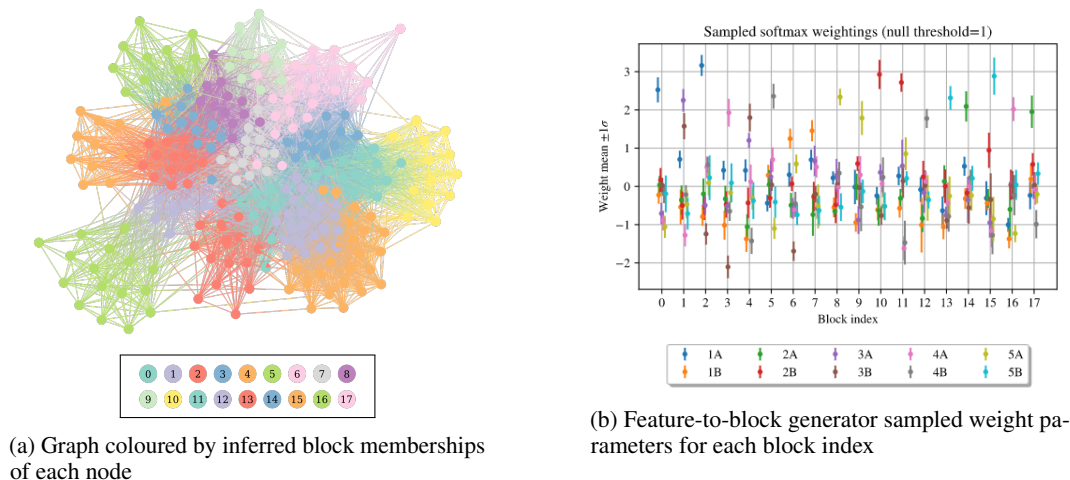 0 1 2 3 4 5 6 7 8
9 10 11 12 13 14 15 16 17
(a) Graph coloured by inferred block memberships
of each node
Sampled softmax weightings (null threshold=1)
Weight mean ±1σ
3
2
1
0
−1
−2
0 1 2 3 4 5 6 7 8 9 10 11 12 13 14 15 16 17
Block index
1A 2A 3A 4A 5A
1B 2B 3B 4B 5B
(b) Feature-to-block generator sampled weight pa-
rameters for each block index